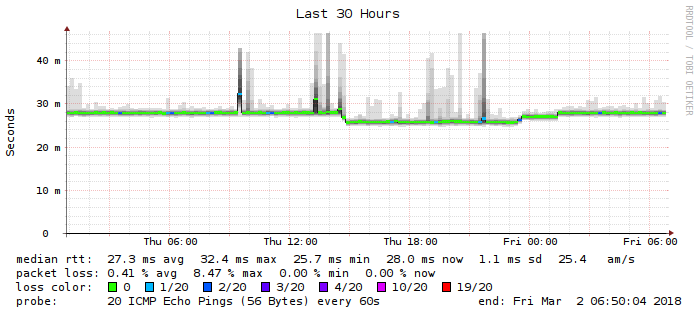 Last 30 Hours
RRDTOOL / TOBI OETIKER
Seconds
40 m
30 m
20 m
10 m
0
Thu 06:00 Thu 12:00 Thu 18:00 Fri 00:00 Fri 06:00
median rtt: 27.3 ms avg 32.4 ms max 25.7 ms min 28.0 ms now 1.1 ms sd 25.4 am/s
packet loss: 0.41 % avg 8.47 % max 0.00 % min 0.00 % now
loss color: 0 1/20 2/20 3/20 4/20 10/20 19/20
probe: 20 ICMP Echo Pings (56 Bytes) every 60s end: Fri Mar 2 06:50:04 2018